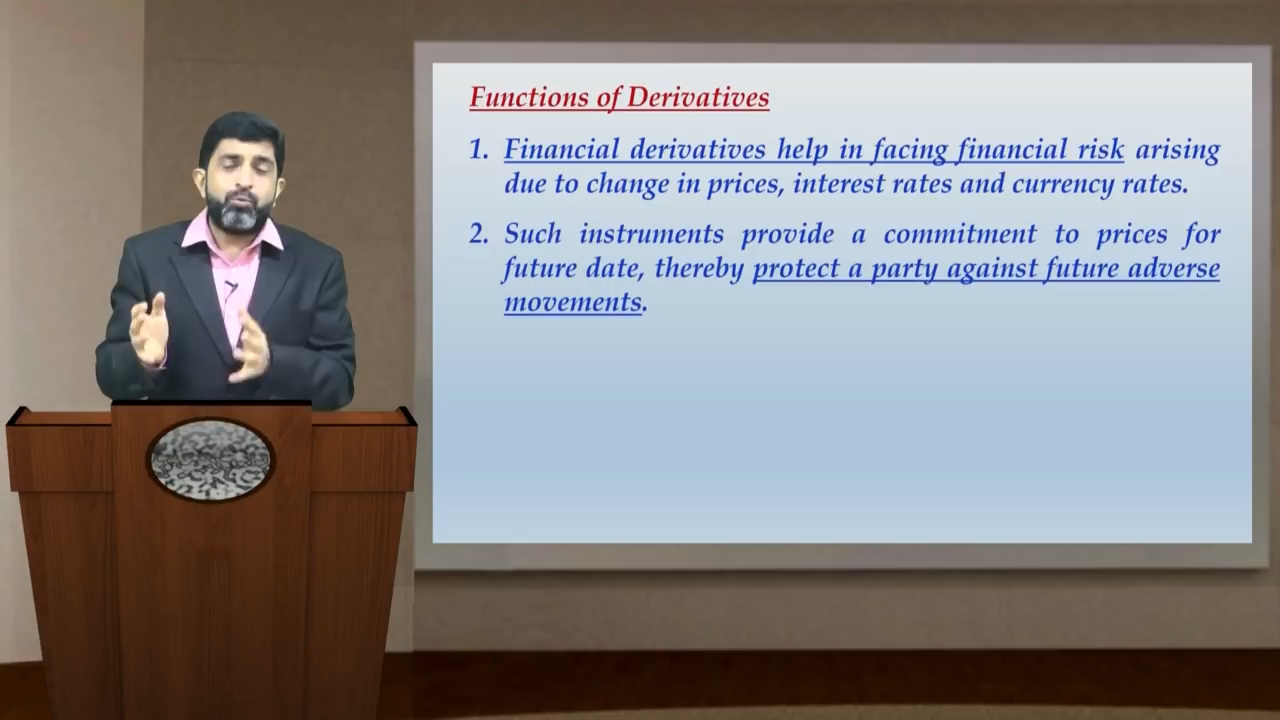 Functions of Derivatives
1. Financial derivatives help in facing financial risk arising
due to change in prices, interest rates and currency rates.
2. Such instruments provide a commitment to prices for
future date, thereby protect a party against future adverse
movements.